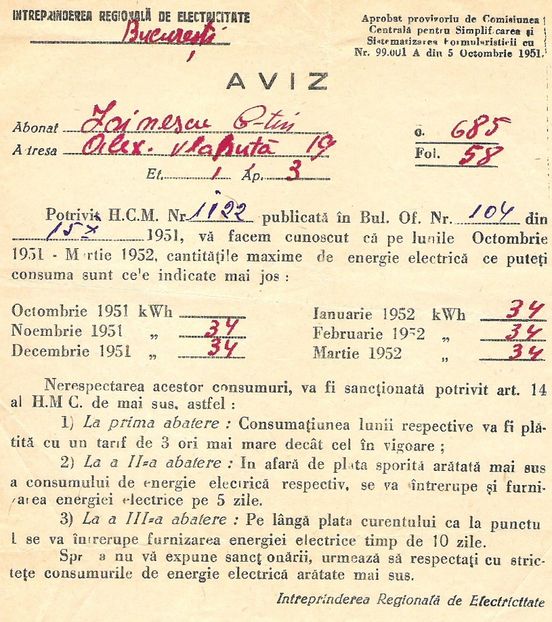 INTREPRINDEREA REGIONALĂ DE ELECTRICITATE
București
Aprobat provizoriu de Comisiunea
Centrală pentru Simplificarea și
Sistematizarea Formularisticii cu
Nr. 99.001 A din 5 Octombrie 1951.
AVIZ
Abonat Zoinescu C-tin
Adresa Alex. Vlahuță 19
G. 685
Fol. 58
Et. 1 Ap. 3
Potrivit H.C.M. Nr 1122 publicată în Bul. Of. Nr. 104 din
15 X 1951, vă facem cunoscut că pe lunile Octombrie
1951 - Martie 1952, cantitățile maxime de energie electrică ce puteți
consuma sunt cele indicate mai jos :
Octombrie 1951 kWh
Noembrie 1951 „ 34
Decembrie 1951 „ 34
Ianuarie 1952 kWh 34
Februarie 1952 „ 34
Martie 1952 „ 34
Nerespectarea acestor consumuri, va fi sancționată potrivit art. 14
al H.M C. de mai sus, astfel :
1) La prima abatere : Consumațiunea lunii respective va fi plă-
tită cu un tarif de 3 ori mai mare decât cel în vigoare ;
2) La a II-a abatere : In afară de plata sporită arătată mai sus
a consumului de energie electrică respectiv, se va întrerupe și furni-
zarea energiei electrice pe 5 zile.
3) La a III-a abatere : Pe lângă plata curentului ca la punctul
1 se va întrerupe furnizarea energiei electrice timp de 10 zile.
Spre a nu vă expune sancționării, urmează să respectați cu stric-
tețe consumurile de energie electrică arătate mai sus.
Intreprinderea Regională de Electricitate